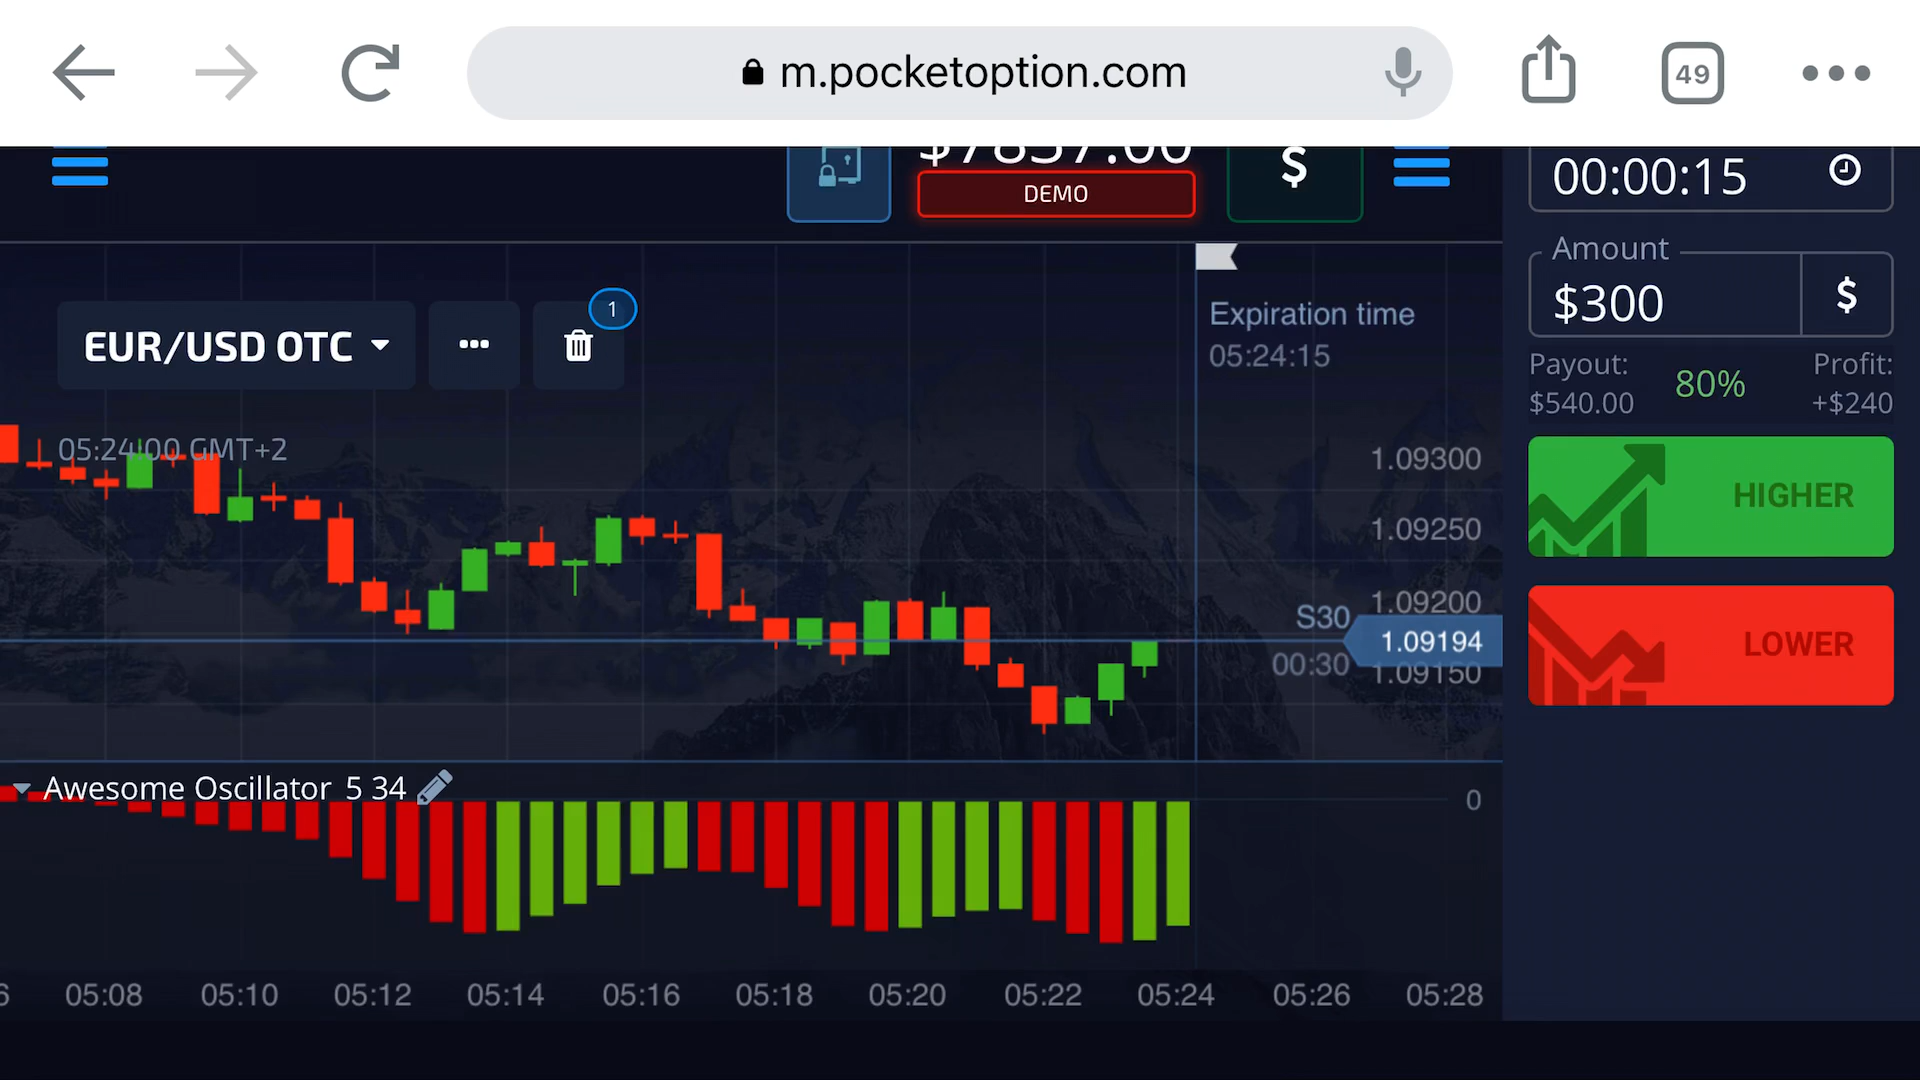 m.pocketoption.com
49
DEMO
$
00:00:15
Amount
$300
$
Payout:
$540.00
80%
Profit:
+$240
HIGHER
LOWER
EUR/USD OTC
1
05:24:00 GMT+2
Expiration time
05:24:15
1.09300
1.09250
1.09200
S30
1.09194
00:30
1.09150
Awesome Oscillator 5 34
0
05:08 05:10 05:12 05:14 05:16 05:18 05:20 05:22 05:24 05:26 05:28